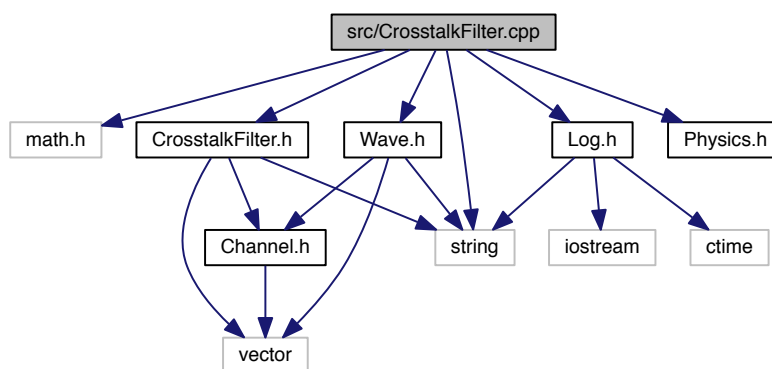 src/CrosstalkFilter.cpp
math.h
CrosstalkFilter.h
Wave.h
Log.h
Physics.h
Channel.h
string
iostream
ctime
vector